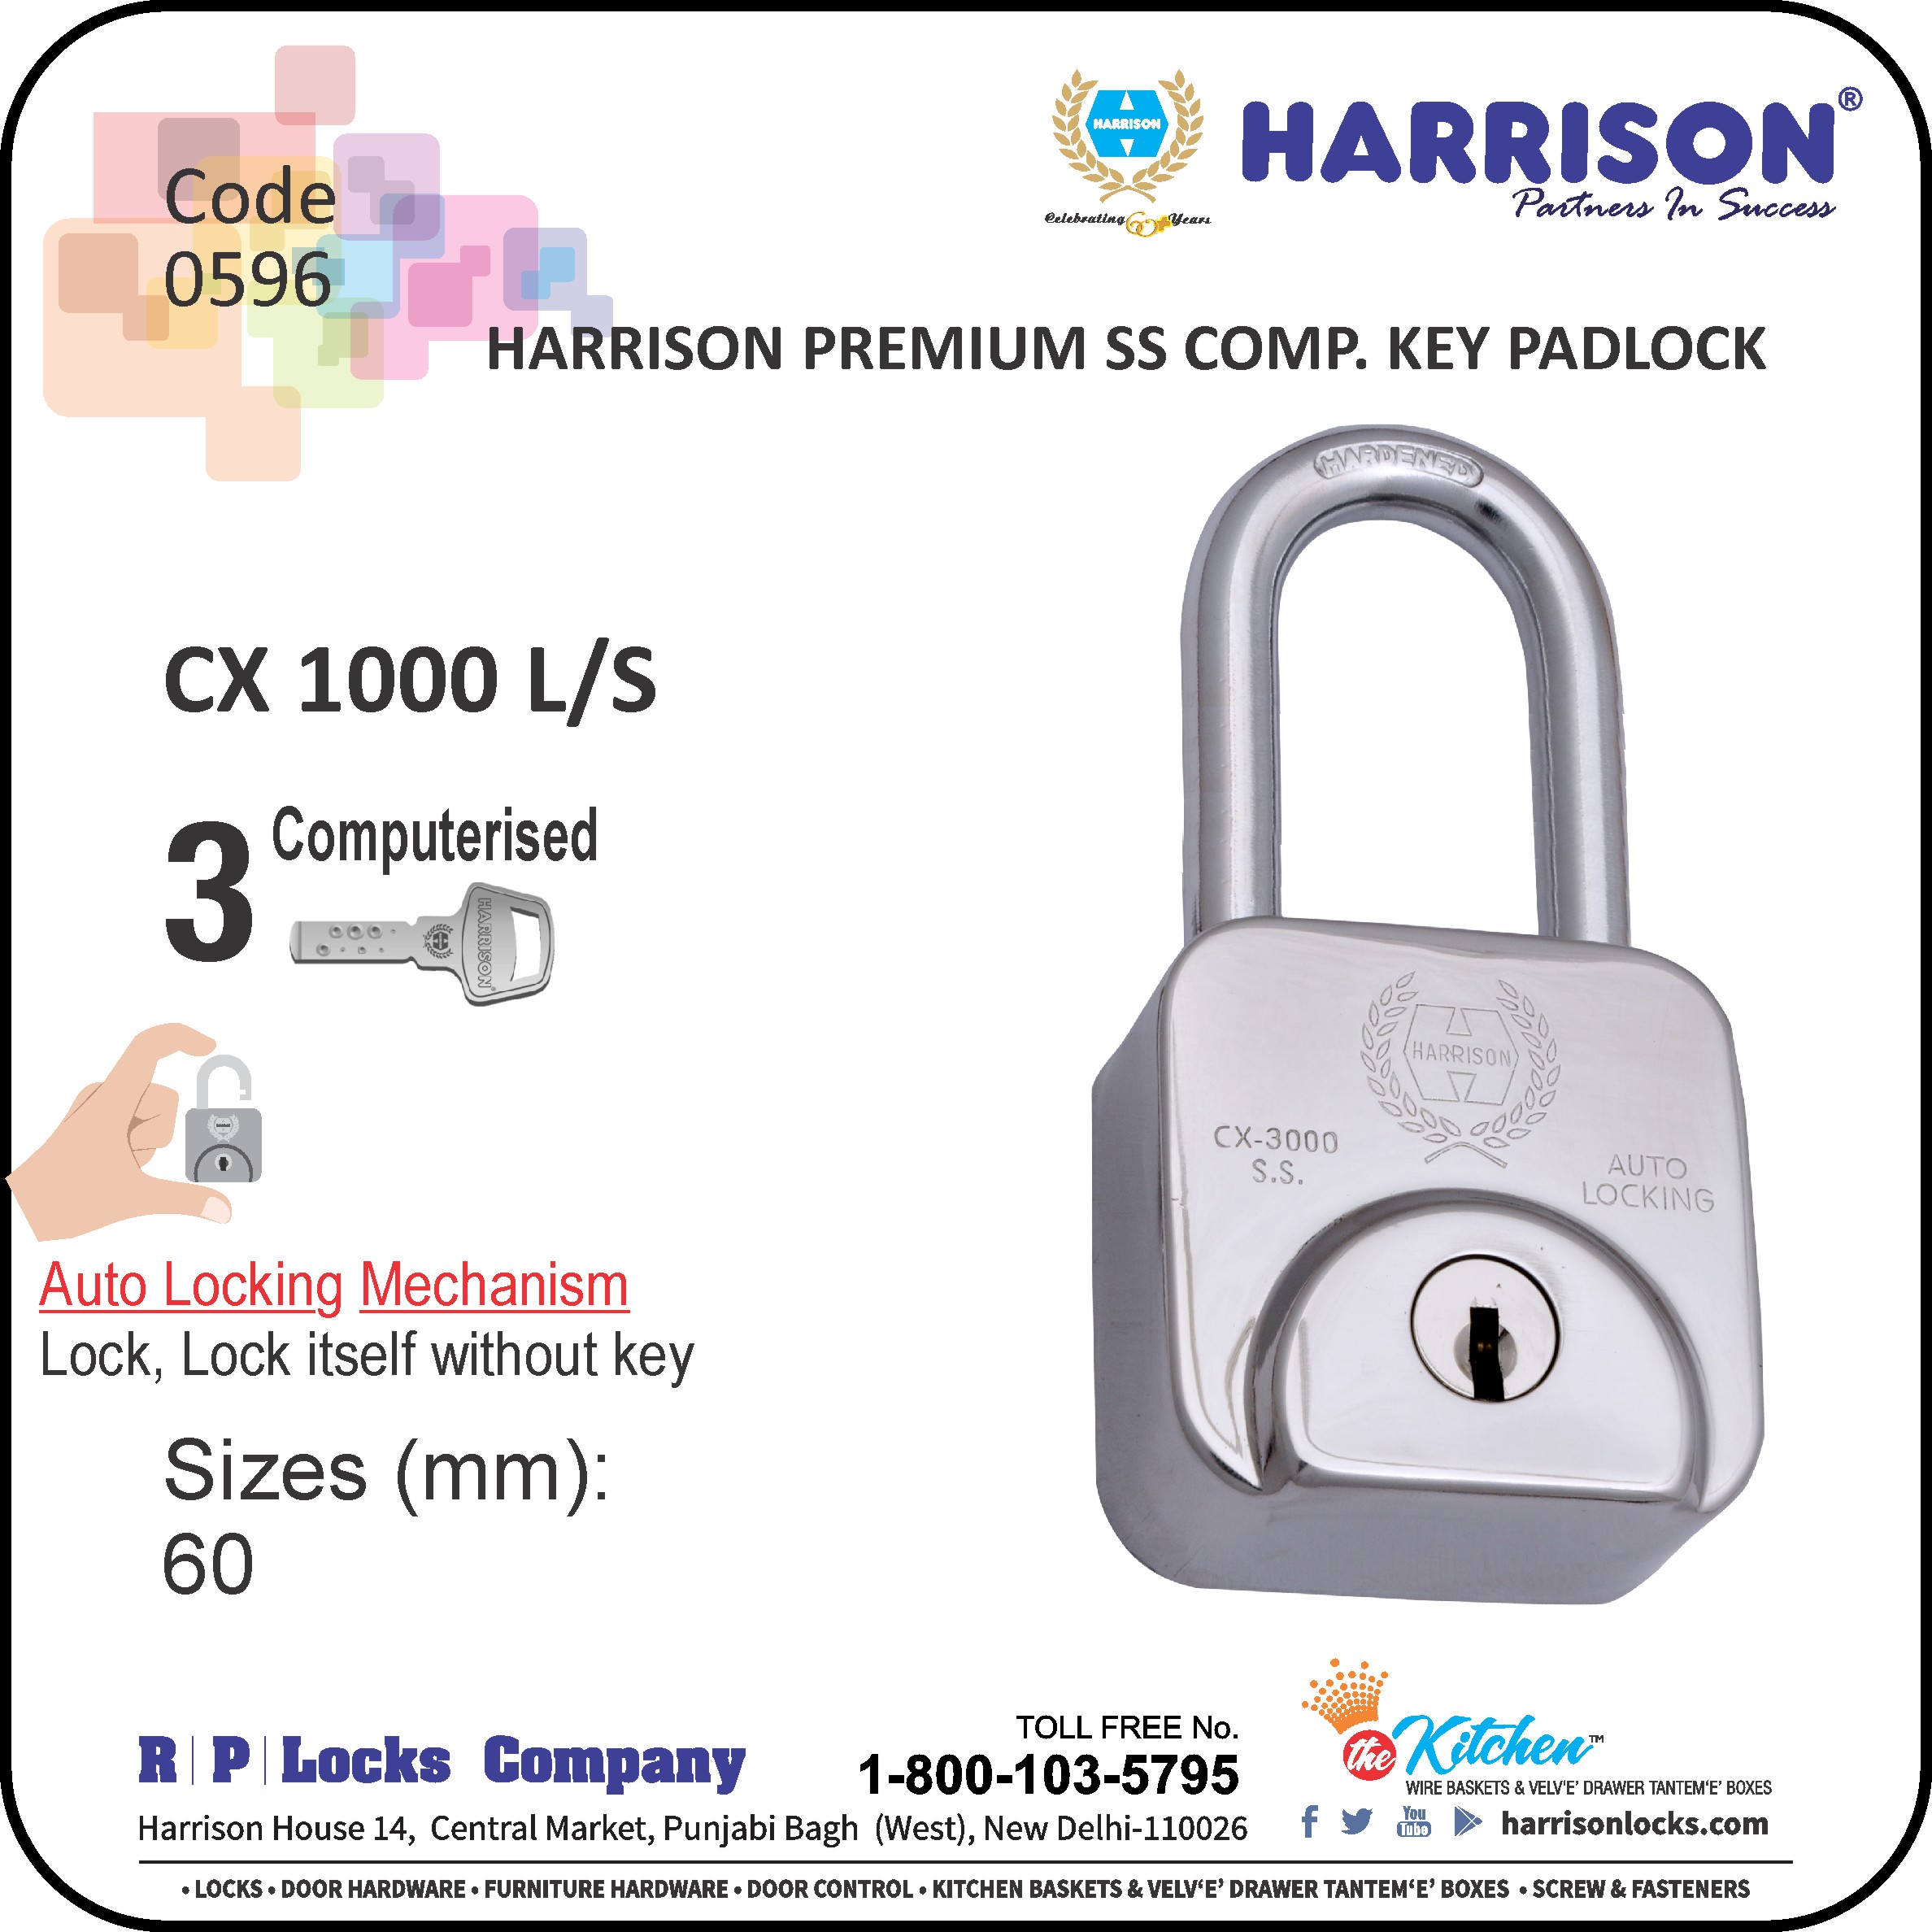 Code
0596
HARRISON
HARRISON®
Partners In Success
Celebrating 60+ Years
HARRISON PREMIUM SS COMP. KEY PADLOCK
HARDENED
CX 1000 L/S
3 Computerised
HARRISON
HARRISON
CX-3000
S.S.
AUTO
LOCKING
Auto Locking Mechanism
Lock, Lock itself without key
Sizes (mm):
60
R|P|Locks Company
TOLL FREE No.
1-800-103-5795
the Kitchen™
WIRE BASKETS & VELV'E' DRAWER TANTEM'E' BOXES
Harrison House 14, Central Market, Punjabi Bagh (West), New Delhi-110026
You
Tube
harrisonlocks.com
• LOCKS • DOOR HARDWARE • FURNITURE HARDWARE • DOOR CONTROL • KITCHEN BASKETS & VELV‘E’ DRAWER TANTEM‘E’ BOXES • SCREW & FASTENERS